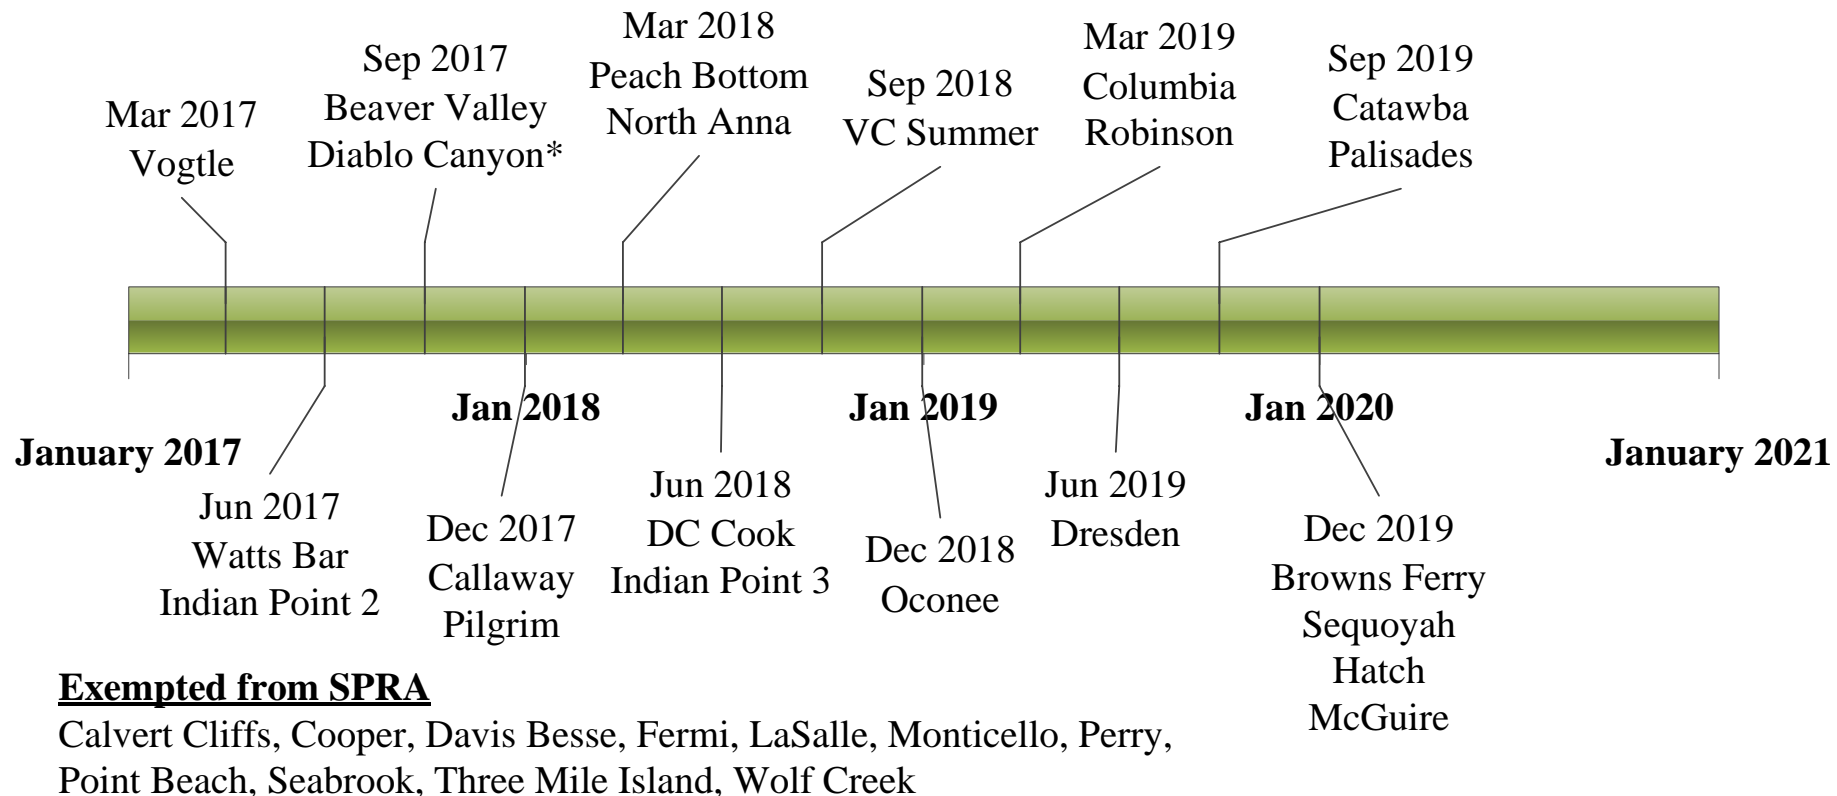 Mar 2017
Vogtle
Sep 2017
Beaver Valley
Diablo Canyon*
Mar 2018
Peach Bottom
North Anna
Sep 2018
VC Summer
Mar 2019
Columbia
Robinson
Sep 2019
Catawba
Palisades
January 2017
Jan 2018
Jan 2019
Jan 2020
January 2021
Jun 2017
Watts Bar
Indian Point 2
Dec 2017
Callaway
Pilgrim
Jun 2018
DC Cook
Indian Point 3
Dec 2018
Oconee
Jun 2019
Dresden
Dec 2019
Browns Ferry
Sequoyah
Hatch
McGuire
Exempted from SPRA
Calvert Cliffs, Cooper, Davis Besse, Fermi, LaSalle, Monticello, Perry,
Point Beach, Seabrook, Three Mile Island, Wolf Creek